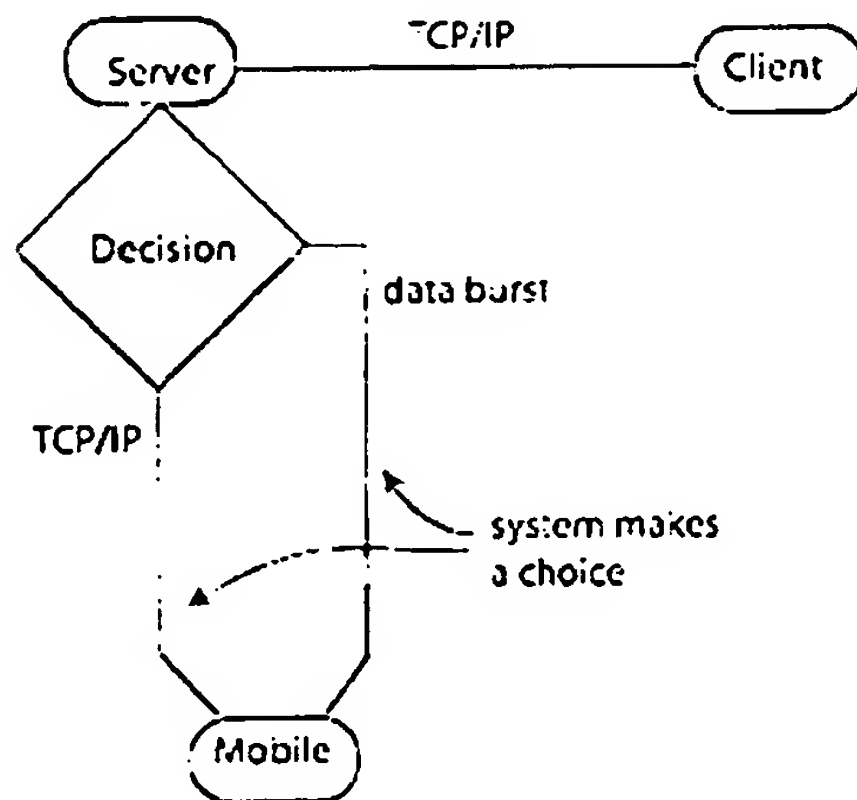 TCP/IP
Server
Client
Decision
data burst
TCP/IP
system makes
a choice
Mobile